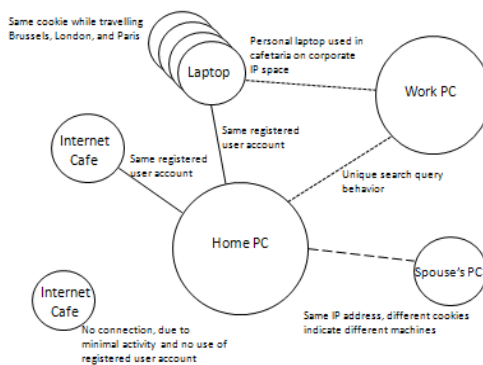 Same cookie while travelling
Brussels, London, and Paris
Laptop
Personal laptop used in
cafetaria on corporate
IP space
Work PC
Internet
Cafe
Same registered
user account
Same registered
user account
Unique search query
behavior
Home PC
Spouse's PC
Internet
Cafe
No connection, due to
minimal activity and no use of
registered user account
Same IP address, different cookies
indicate different machines